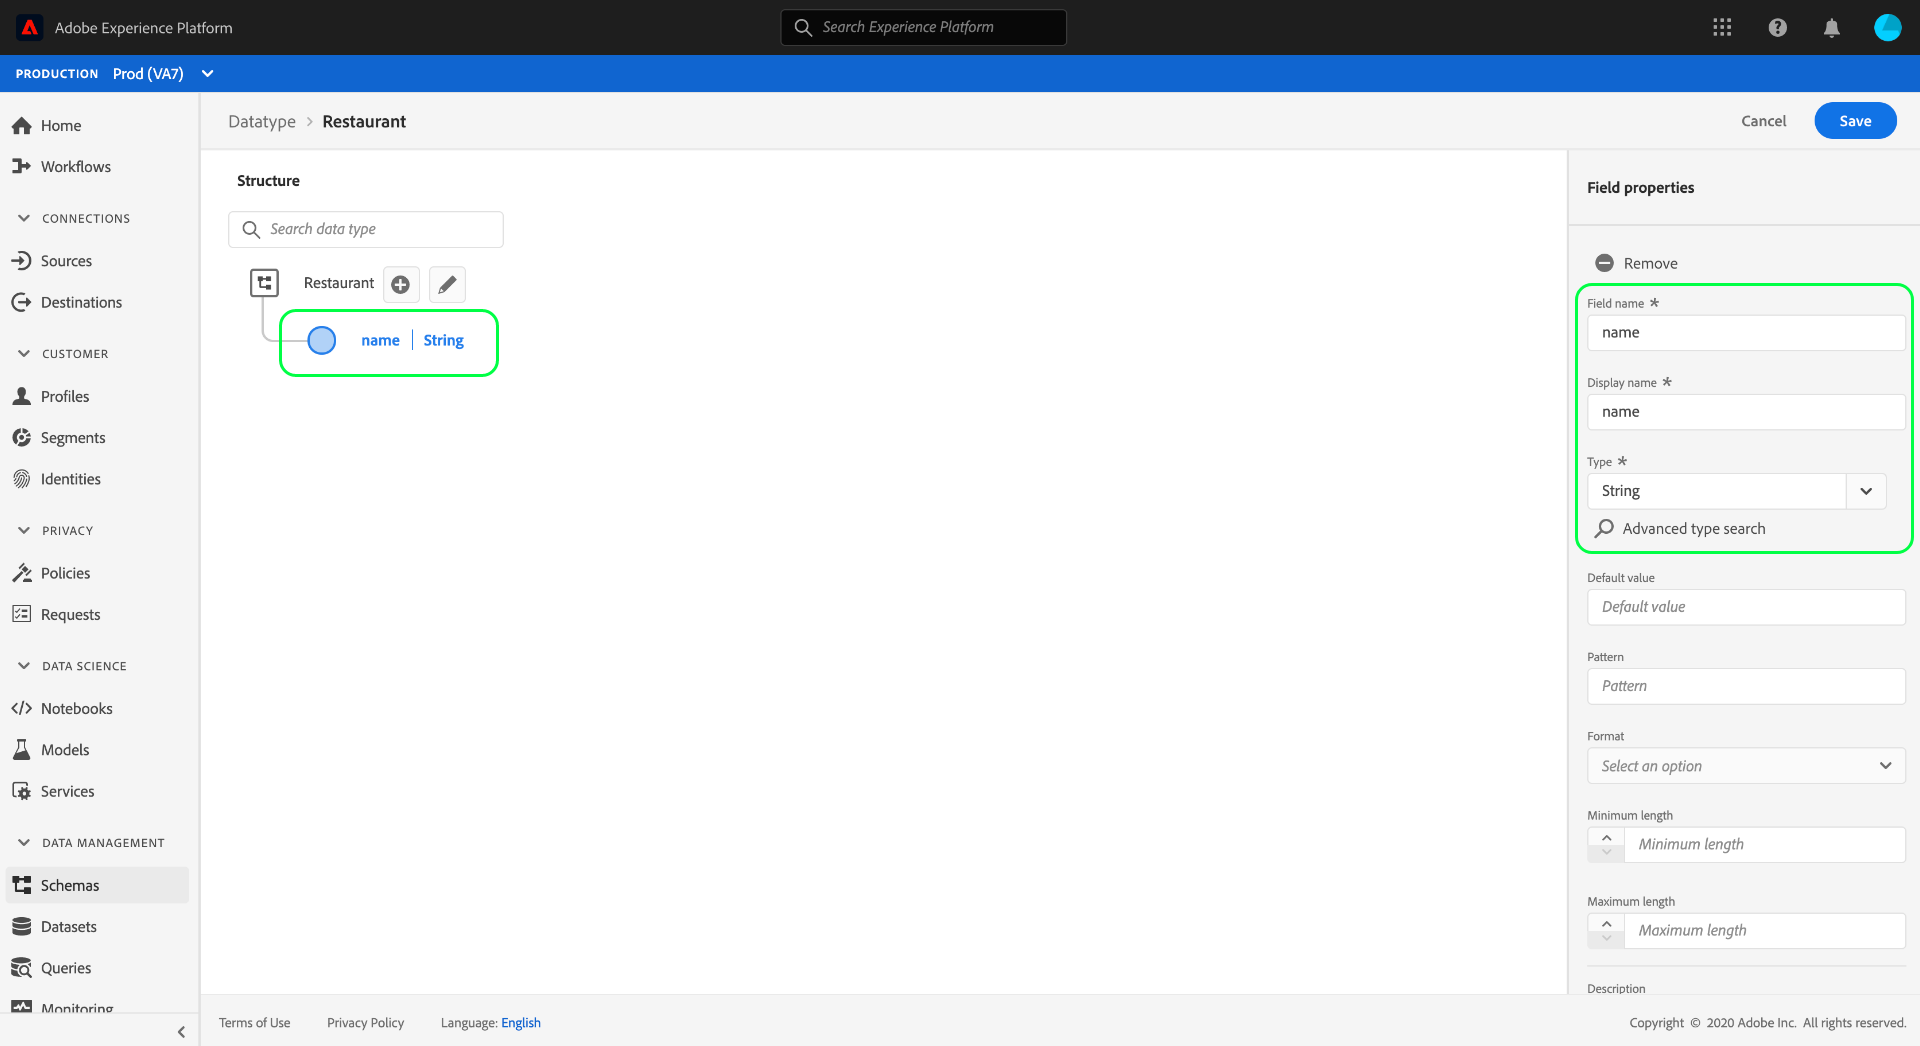 Adobe Experience Platform
Search Experience Platform
PRODUCTION Prod (VA7)
Home
Workflows
CONNECTIONS
Sources
Destinations
CUSTOMER
Profiles
Segments
Identities
PRIVACY
Policies
Requests
DATA SCIENCE
Notebooks
Models
Services
DATA MANAGEMENT
Schemas
Datasets
Queries
Monitoring
Datatype > Restaurant
Cancel
Save
Structure
Search data type
Restaurant
name | String
Field properties
Remove
Field name *
name
Display name *
name
Type *
String
Advanced type search
Default value
Default value
Pattern
Pattern
Format
Select an option
Minimum length
Minimum length
Maximum length
Maximum length
Description
Terms of Use
Privacy Policy
Language: English
Copyright © 2020 Adobe Inc. All rights reserved.